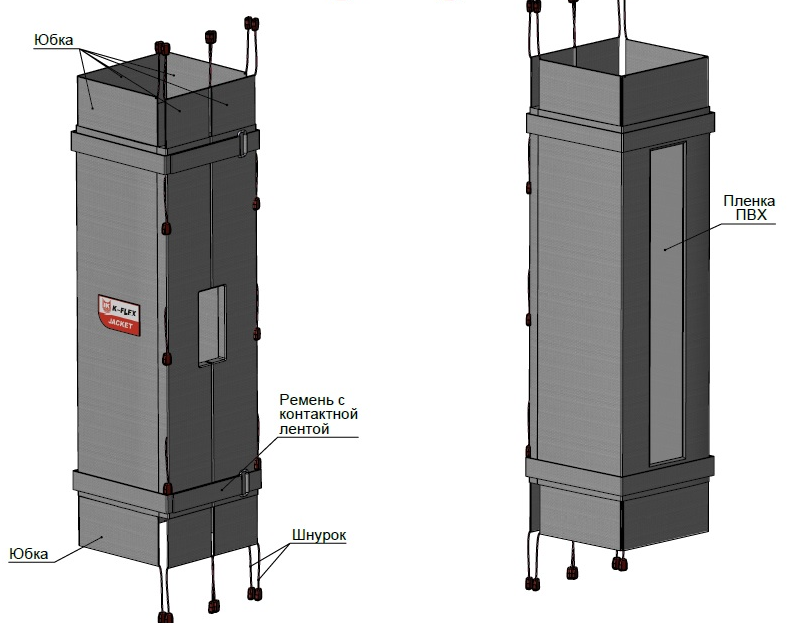 Юбка
K-FLEX
JACKET
Ремень с
контактной
лентой
Шнурок
Юбка
Пленка
ПВХ